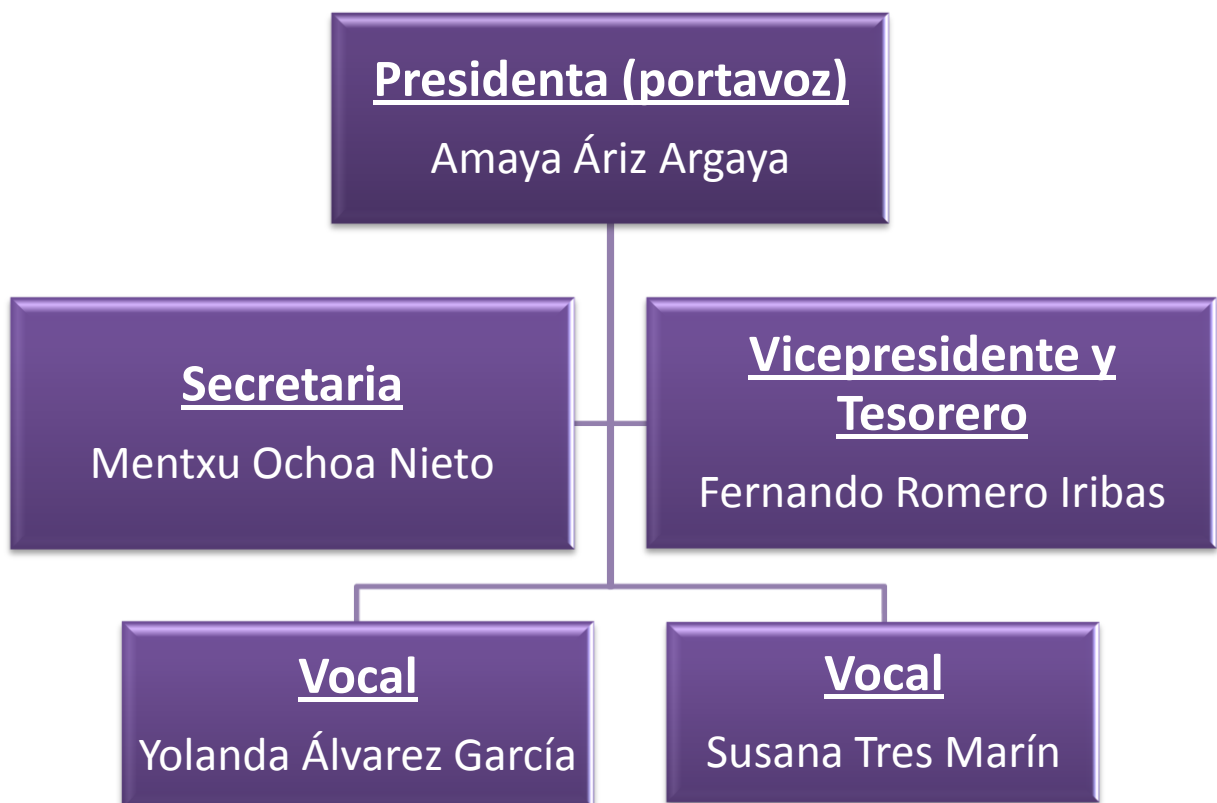 Presidenta (portavoz)
Amaya Áriz Argaya
Secretaria
Mentxu Ochoa Nieto
Vicepresidente y
Tesorero
Fernando Romero Iribas
Vocal
Yolanda Álvarez García
Vocal
Susana Tres Marín